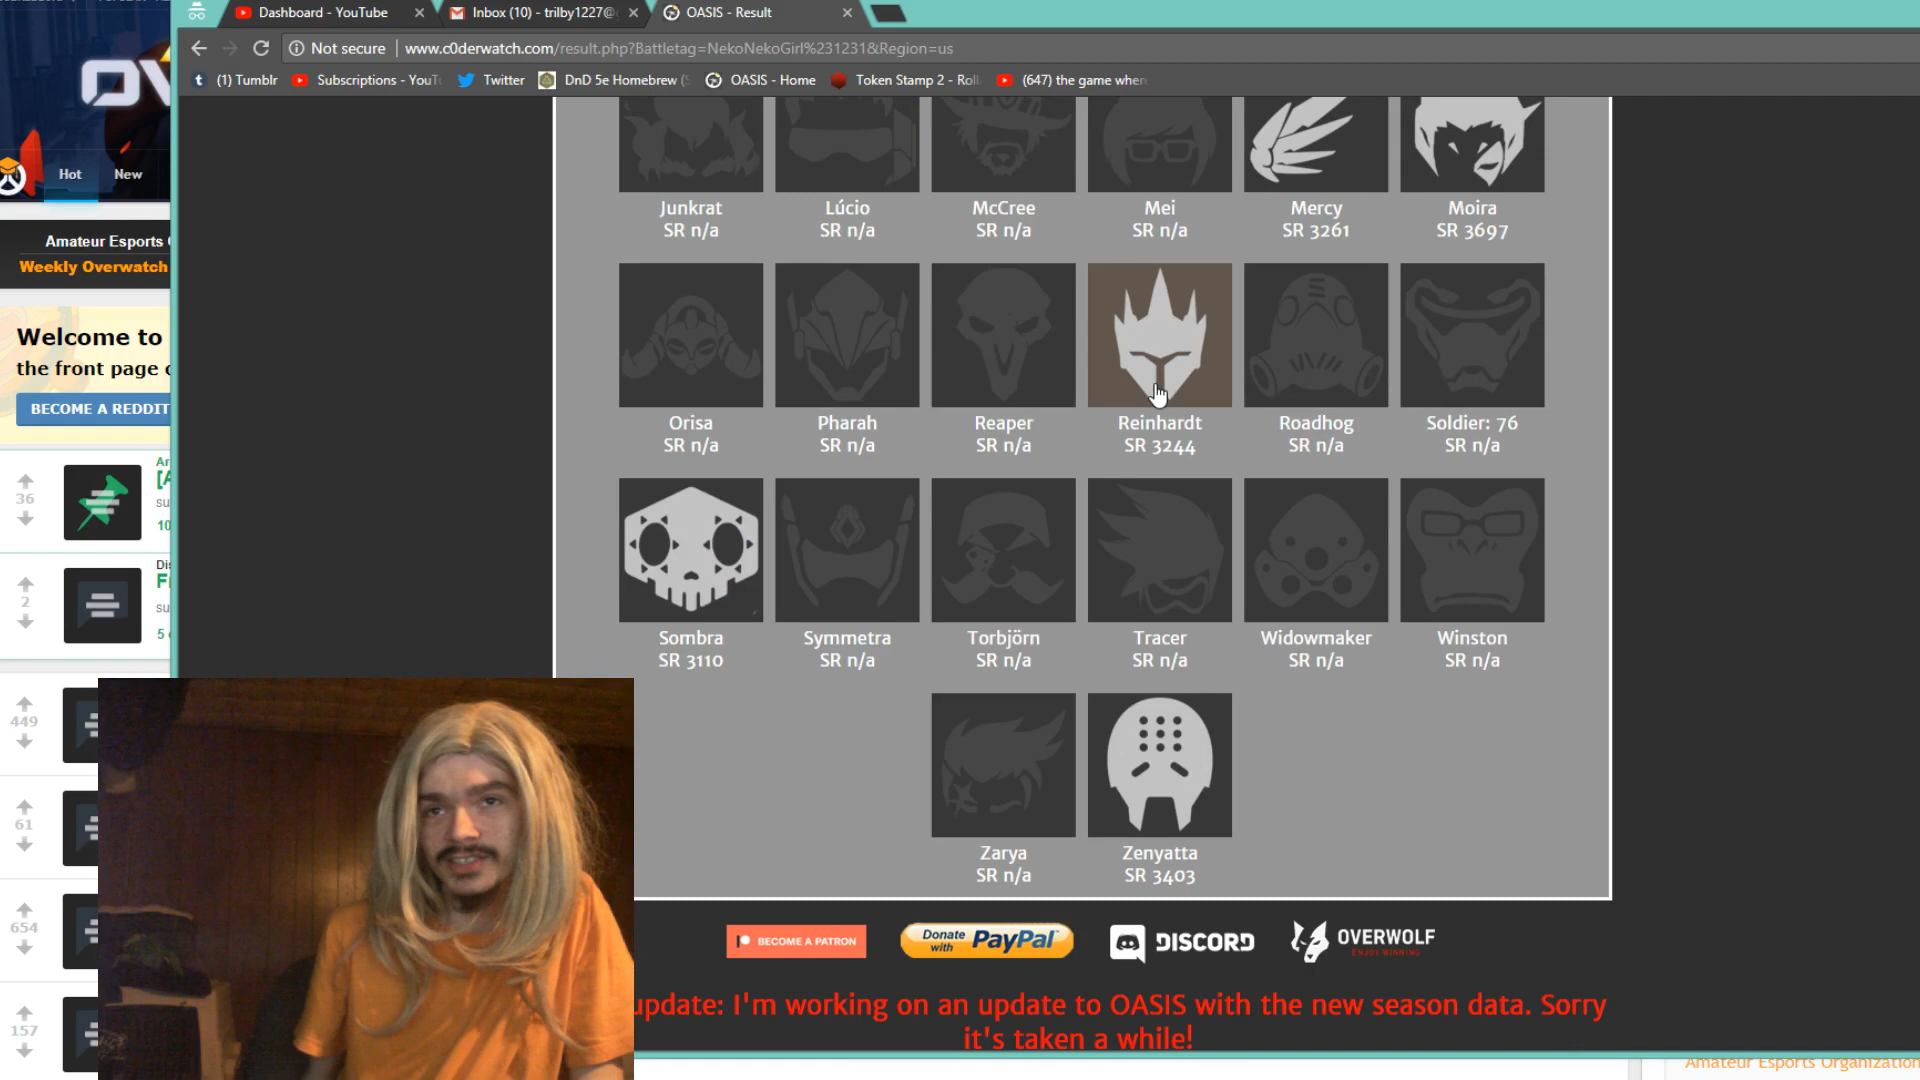 Dashboard - YouTube
Inbox (10) - trilby1227@
OASIS - Result
Not secure
www.c0derwatch.com/result.php?Battletag=NekoNekoGirl%231231&Region=us
(1) Tumblr
Subscriptions - YouTu
Twitter
DnD 5e Homebrew (S
OASIS - Home
Token Stamp 2 - Roll
(647) the game wher
OV
Hot
New
Amateur Esports
Weekly Overwatch
Welcome to
the front page
BECOME A REDDIT
36
2
449
61
654
157
Junkrat
SR n/a
Lúcio
SR n/a
McCree
SR n/a
Mei
SR n/a
Mercy
SR 3261
Moira
SR 3697
Orisa
SR n/a
Pharah
SR n/a
Reaper
SR n/a
Reinhardt
SR 3244
Roadhog
SR n/a
Soldier: 76
SR n/a
Sombra
SR 3110
Symmetra
SR n/a
Torbjörn
SR n/a
Tracer
SR n/a
Widowmaker
SR n/a
Winston
SR n/a
Zarya
SR n/a
Zenyatta
SR 3403
BECOME A PATRON
Donate with PayPal
DISCORD
OVERWOLF
ENJOY WINNING
update: I'm working on an update to OASIS with the new season data. Sorry
it's taken a while!
Amateur Esports Organization